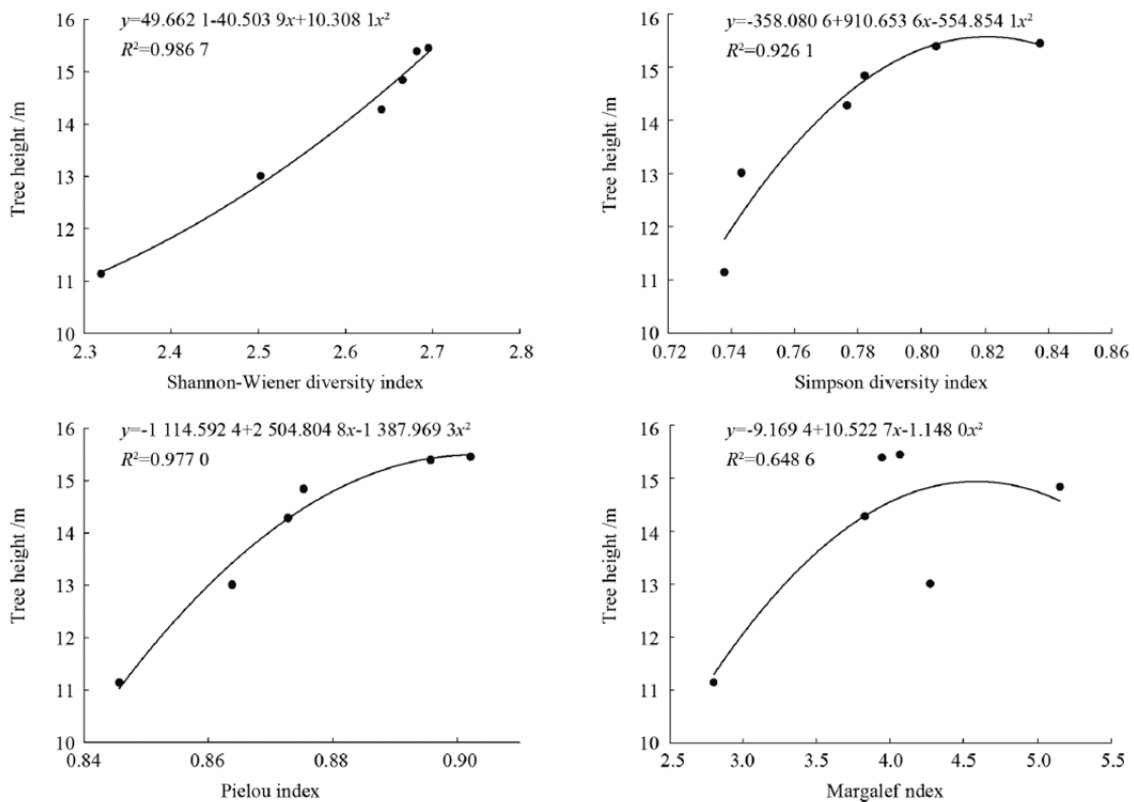 y=49.662 1-40.503 9x+10.308 1x²
R²=0.986 7
Tree height /m
16
15
14
13
12
11
10
2.3 2.4 2.5 2.6 2.7 2.8
Shannon-Wiener diversity index
y=-358.080 6+910.653 6x-554.854 1x²
R²=0.926 1
Tree height /m
16
15
14
13
12
11
10
0.72 0.74 0.76 0.78 0.80 0.82 0.84 0.86
Simpson diversity index
y=-1 114.592 4+2 504.804 8x-1 387.969 3x²
R²=0.977 0
Tree height /m
16
15
14
13
12
11
10
0.84 0.86 0.88 0.90
Pielou index
y=-9.169 4+10.522 7x-1.148 0x²
R²=0.648 6
Tree height /m
16
15
14
13
12
11
10
2.5 3.0 3.5 4.0 4.5 5.0 5.5
Margalef ndex